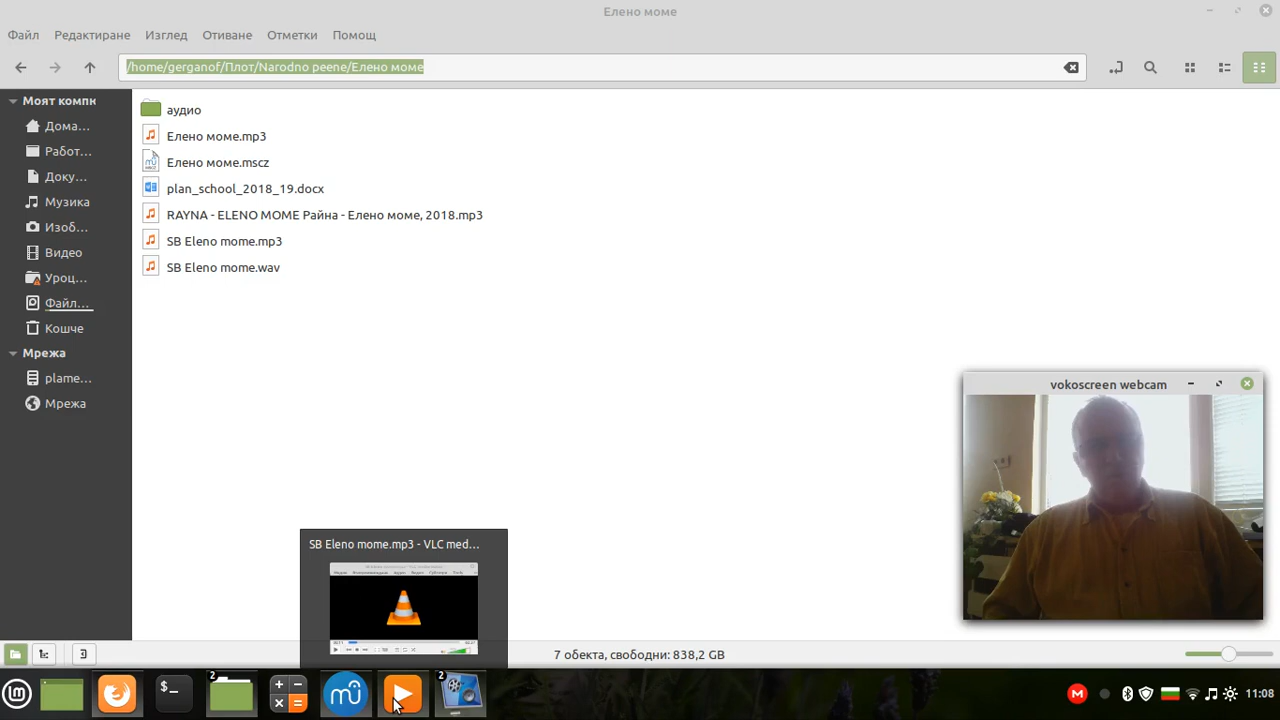 Елено моме
Файл Редактиране Изглед Отиване Отметки Помощ
/home/gerganof/Плот/Narodno peene/Елено моме
Моят компн
Дома...
Работ...
Доку...
Музика
Изоб...
Видео
Уроц...
Файл...
Кошче
Мрежа
plame...
Мрежа
аудио
Елено моме.mp3
Елено моме.mscz
plan_school_2018_19.docx
RAYNA - ELENO MOME Райна - Елено моме, 2018.mp3
SB Eleno mome.mp3
SB Eleno mome.wav
vokoscreen webcam
SB Eleno mome.mp3 - VLC med...
7 обекта, свободни: 838,2 GB
2
2
11:08